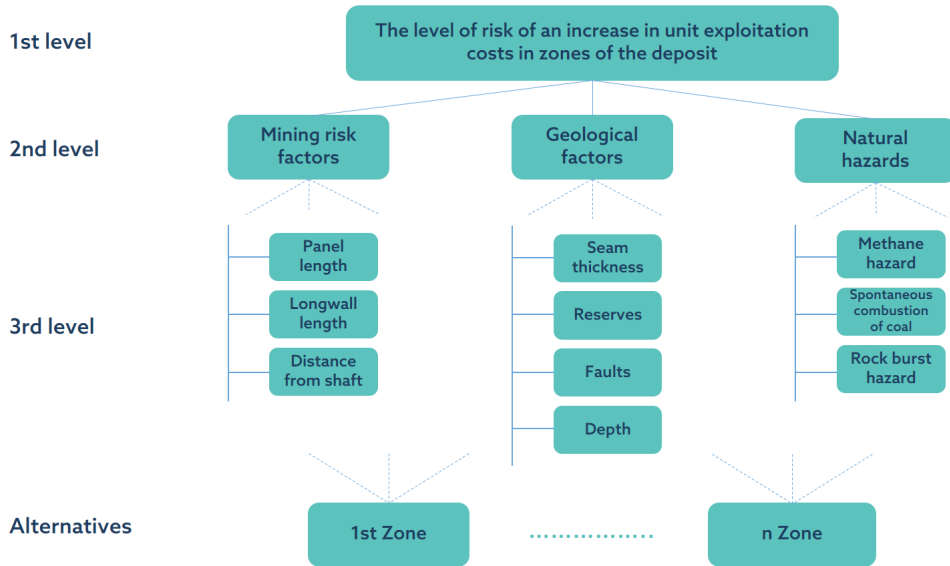 1st level
The level of risk of an increase in unit exploitation
costs in zones of the deposit
2nd level
Mining risk
factors
Geological
factors
Natural
hazards
3rd level
Panel
length
Longwall
length
Distance
from shaft
Seam
thickness
Reserves
Faults
Depth
Methane
hazard
Spontaneous
combustion
of coal
Rock burst
hazard
Alternatives
1st Zone
..................
n Zone